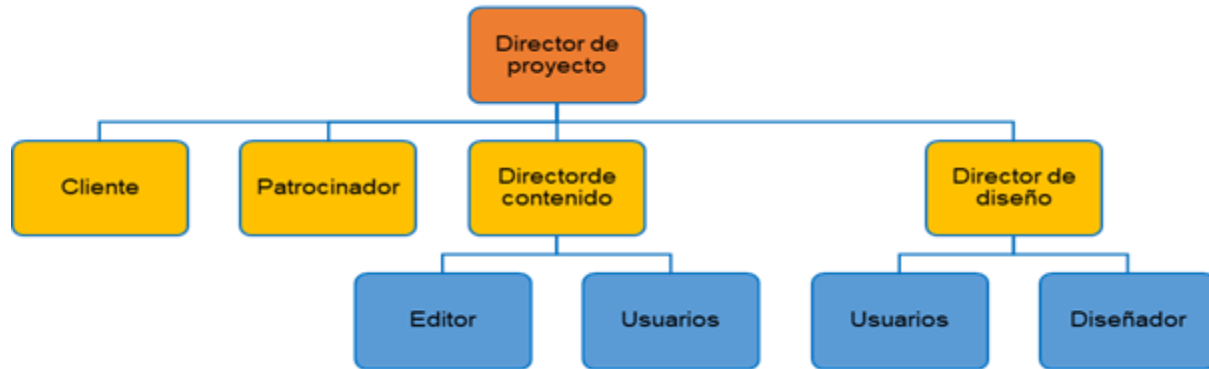 Director de
proyecto
Cliente
Patrocinador
Directorde
contenido
Director de
diseño
Editor
Usuarios
Usuarios
Diseñador